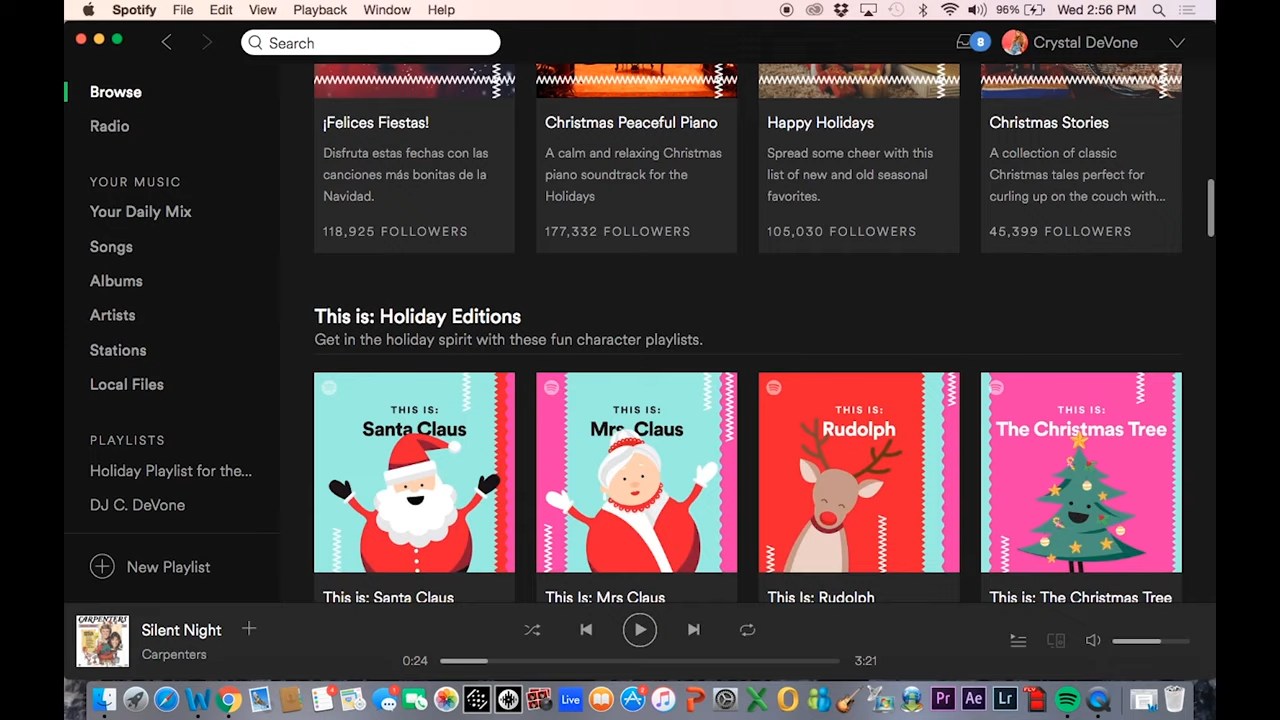 Spotify File Edit View Playback Window Help 96% Wed 2:56 PM
Search
8
Crystal DeVone
Browse
Radio
YOUR MUSIC
Your Daily Mix
Songs
Albums
Artists
Stations
Local Files
PLAYLISTS
Holiday Playlist for the...
DJ C. DeVone
New Playlist
¡Felices Fiestas!
Disfruta estas fechas con las
canciones más bonitas de la
Navidad.
118,925 FOLLOWERS
Christmas Peaceful Piano
A calm and relaxing Christmas
piano soundtrack for the
Holidays
177,332 FOLLOWERS
Happy Holidays
Spread some cheer with this
list of new and old seasonal
favorites.
105,030 FOLLOWERS
Christmas Stories
A collection of classic
Christmas tales perfect for
curling up on the couch with...
45,399 FOLLOWERS
This is: Holiday Editions
Get in the holiday spirit with these fun character playlists.
THIS IS:
Santa Claus
This is: Santa Claus
THIS IS:
Mrs. Claus
This Is: Mrs Claus
THIS IS:
Rudolph
This Is: Rudolph
THIS IS:
The Christmas Tree
This is: The Christmas Tree
CARPENTERS
Silent Night
Carpenters
0:24
3:21
Live
Pr
Ae
Lr